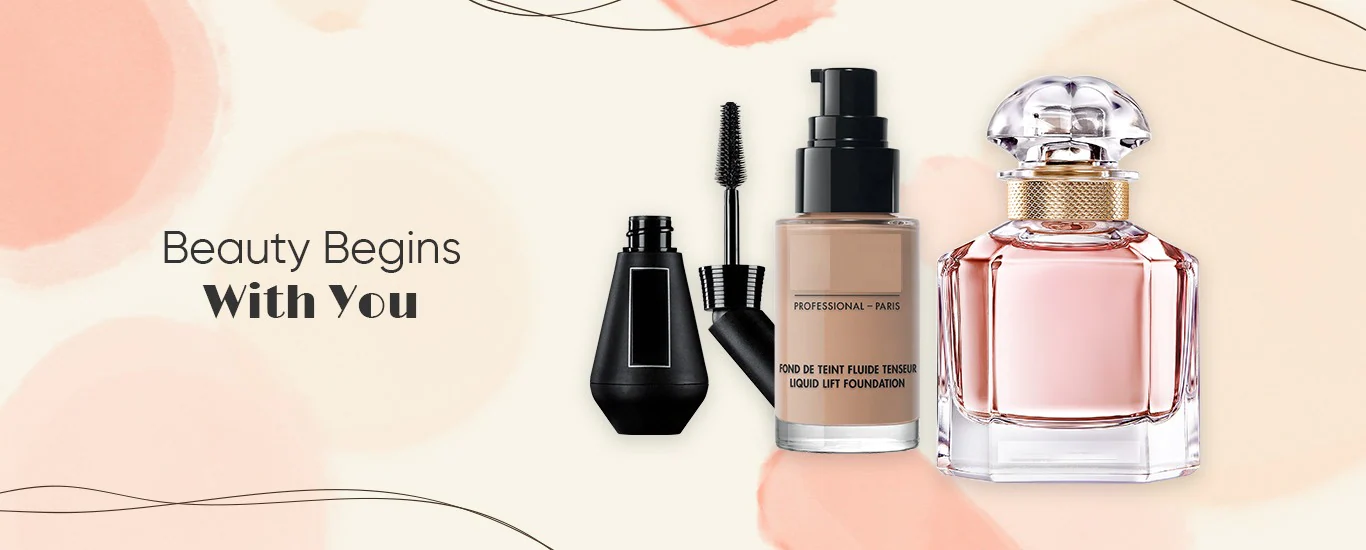 Beauty Begins
With You
PROFESSIONAL – PARIS
FOND DE TEINT FLUIDE TENSEUR
LIQUID LIFT FOUNDATION